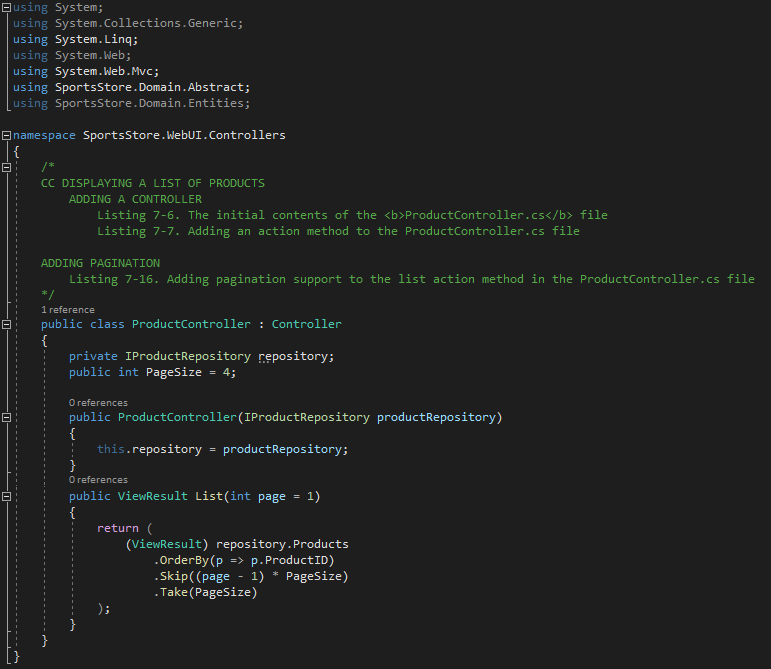 using System;
using System.Collections.Generic;
using System.Linq;
using System.Web;
using System.Web.Mvc;
using SportsStore.Domain.Abstract;
using SportsStore.Domain.Entities;

namespace SportsStore.WebUI.Controllers
{
    /*
    CC DISPLAYING A LIST OF PRODUCTS
        ADDING A CONTROLLER
            Listing 7-6. The initial contents of the <b>ProductController.cs</b> file
            Listing 7-7. Adding an action method to the ProductController.cs file

    ADDING PAGINATION
        Listing 7-16. Adding pagination support to the list action method in the ProductController.cs file
    */
    1 reference
    public class ProductController : Controller
    {
        private IProductRepository repository;
        public int PageSize = 4;

        0 references
        public ProductController(IProductRepository productRepository)
        {
            this.repository = productRepository;
        }
        0 references
        public ViewResult List(int page = 1)
        {
            return (
                (ViewResult) repository.Products
                    .OrderBy(p => p.ProductID)
                    .Skip((page - 1) * PageSize)
                    .Take(PageSize)
            );
        }
    }
}